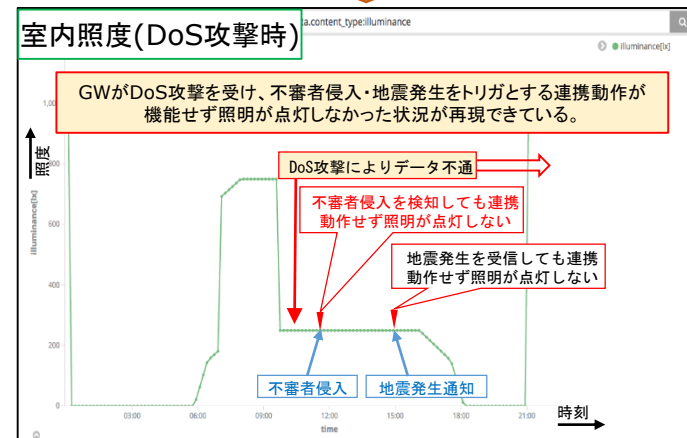 室内照度(DoS攻撃時)
a.content_type:illuminance
illuminance[lx]
GWがDoS攻撃を受け、不審者侵入・地震発生をトリガとする連携動作が
機能せず照明が点灯しなかった状況が再現できている。
1,00
照度
800
DoS攻撃によりデータ不通
不審者侵入を検知しても連携
動作せず照明が点灯しない
illuminance[lx]
600
地震発生を受信しても連携
動作せず照明が点灯しない
400
200
不審者侵入
地震発生通知
0
03:00
06:00
09:00
12:00
15:00
18:00
21:00
時刻
time